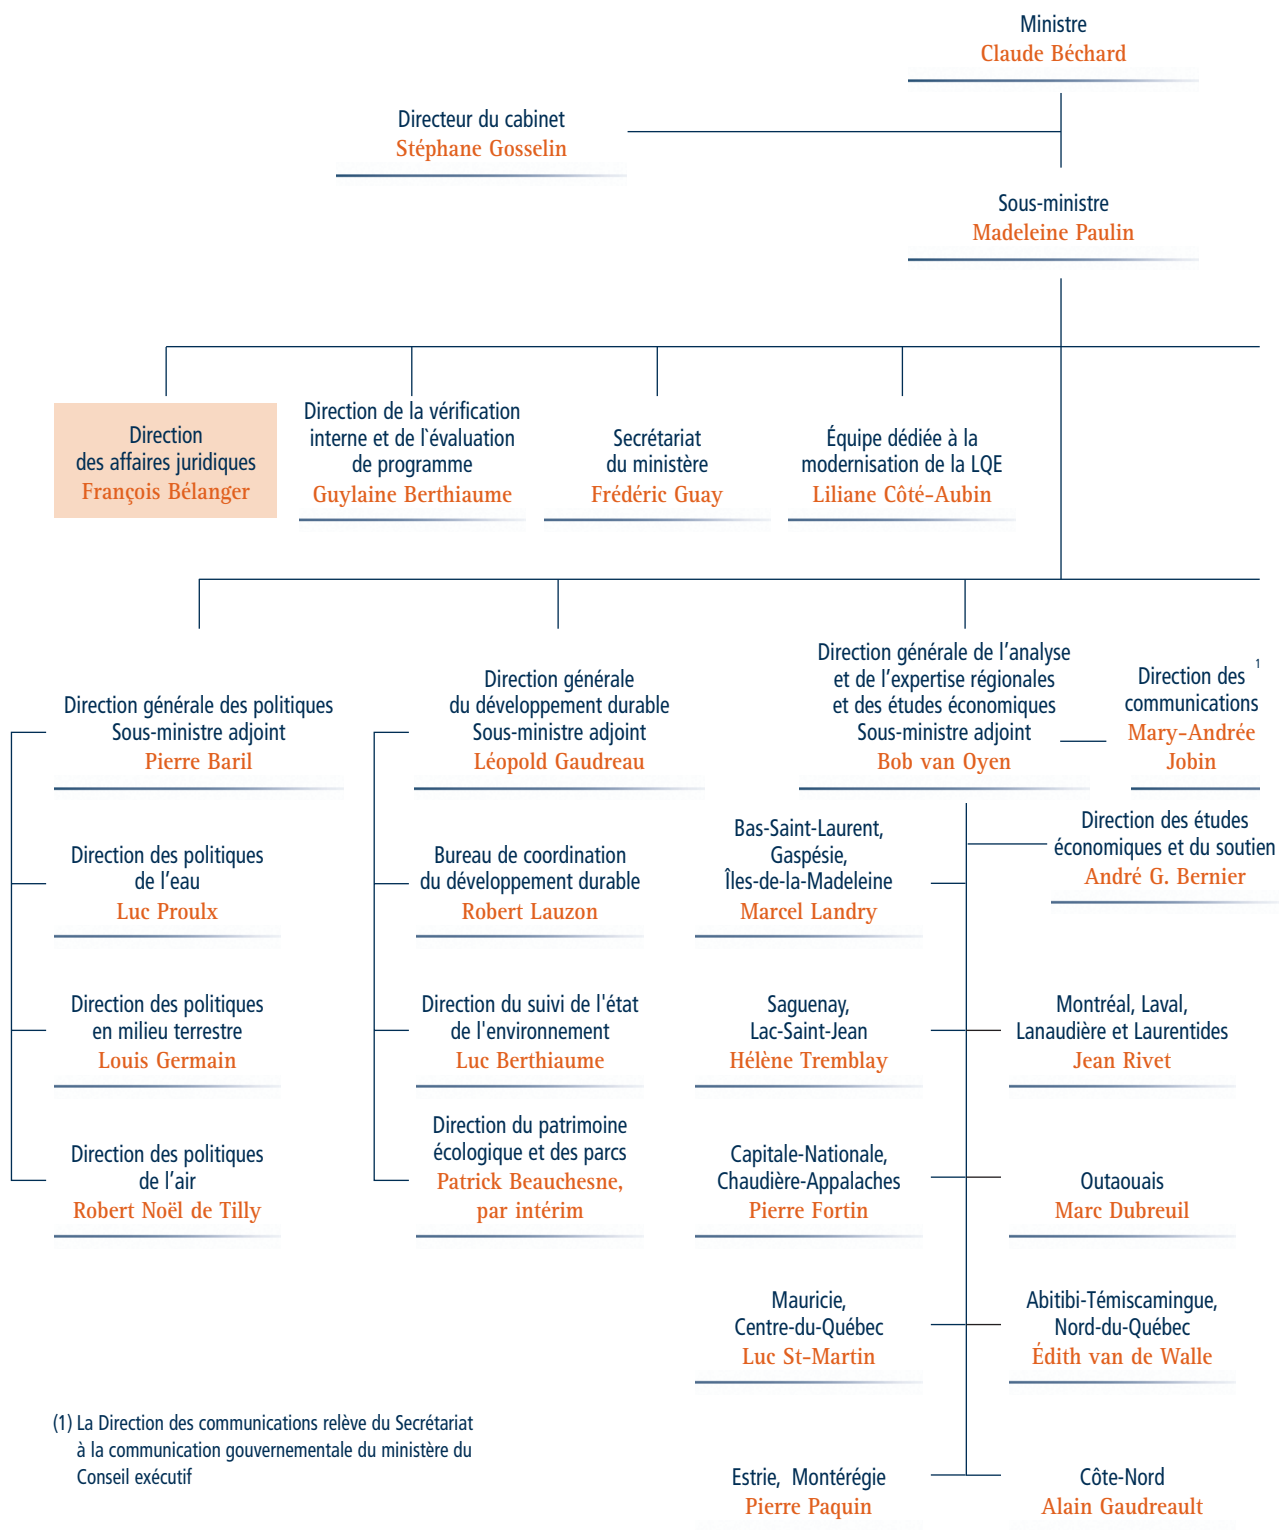 Ministre
Claude Béchard
Directeur du cabinet
Stéphane Gosselin
Sous-ministre
Madeleine Paulin
Direction
des affaires juridiques
François Bélanger
Direction de la vérification
interne et de l`évaluation
de programme
Guylaine Berthiaume
Secrétariat
du ministère
Frédéric Guay
Équipe dédiée à la
modernisation de la LQE
Liliane Côté-Aubin
Direction générale des politiques
Sous-ministre adjoint
Pierre Baril
Direction générale
du développement durable
Sous-ministre adjoint
Léopold Gaudreau
Direction générale de l’analyse
et de l’expertise régionales
et des études économiques
Sous-ministre adjoint
Bob van Oyen
Direction des 1
communications
Mary-Andrée
Jobin
Direction des politiques
de l’eau
Luc Proulx
Bureau de coordination
du développement durable
Robert Lauzon
Bas-Saint-Laurent,
Gaspésie,
Îles-de-la-Madeleine
Marcel Landry
Direction des études
économiques et du soutien
André G. Bernier
Direction des politiques
en milieu terrestre
Louis Germain
Direction du suivi de l'état
de l'environnement
Luc Berthiaume
Saguenay,
Lac-Saint-Jean
Hélène Tremblay
Montréal, Laval,
Lanaudière et Laurentides
Jean Rivet
Direction des politiques
de l’air
Robert Noël de Tilly
Direction du patrimoine
écologique et des parcs
Patrick Beauchesne,
par intérim
Capitale-Nationale,
Chaudière-Appalaches
Pierre Fortin
Outaouais
Marc Dubreuil
Mauricie,
Centre-du-Québec
Luc St-Martin
Abitibi-Témiscamingue,
Nord-du-Québec
Édith van de Walle
(1) La Direction des communications relève du Secrétariat
à la communication gouvernementale du ministère du
Conseil exécutif
Estrie, Montérégie
Pierre Paquin
Côte-Nord
Alain Gaudreault